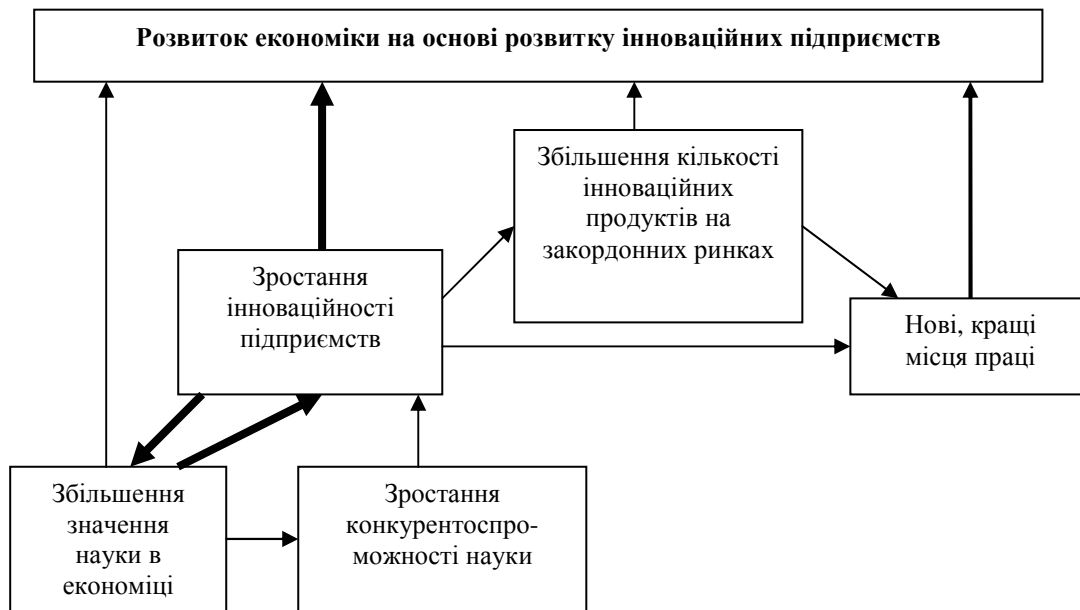 Розвиток економіки на основі розвитку інноваційних підприємств
Збільшення кількості
інноваційних
продуктів на
закордонних ринках
Зростання
інноваційності
підприємств
Нові, кращі
місця праці
Збільшення
значення
науки в
економіці
Зростання
конкурентоспро-
можності науки